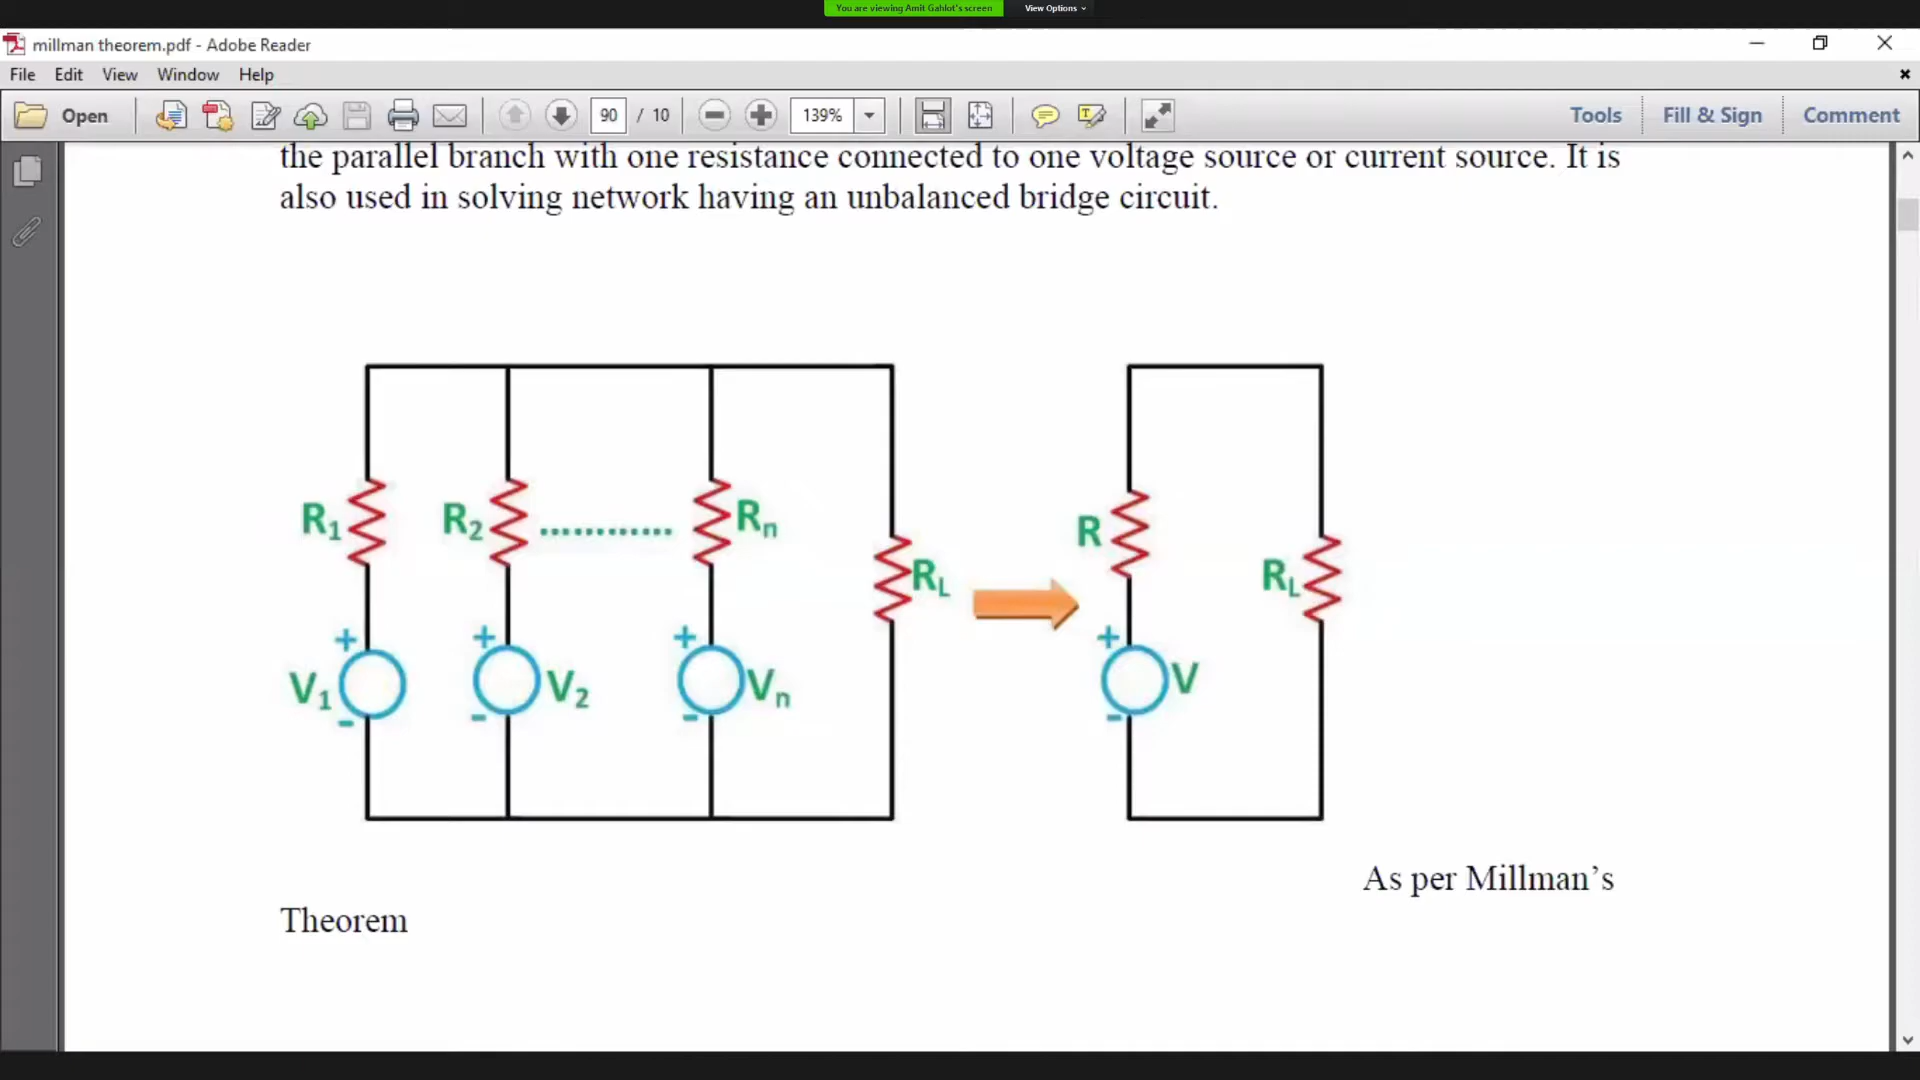 You are viewing Amit Gahlot's screen
View Options
millman theorem.pdf - Adobe Reader
File Edit View Window Help
Open 90 / 10 139% Tools Fill & Sign Comment
the parallel branch with one resistance connected to one voltage source or current source. It is
also used in solving network having an unbalanced bridge circuit.
R1 R2 ............ Rn RL R RL
+ + + +
V1 V2 Vn V
- - - -
As per Millman's
Theorem